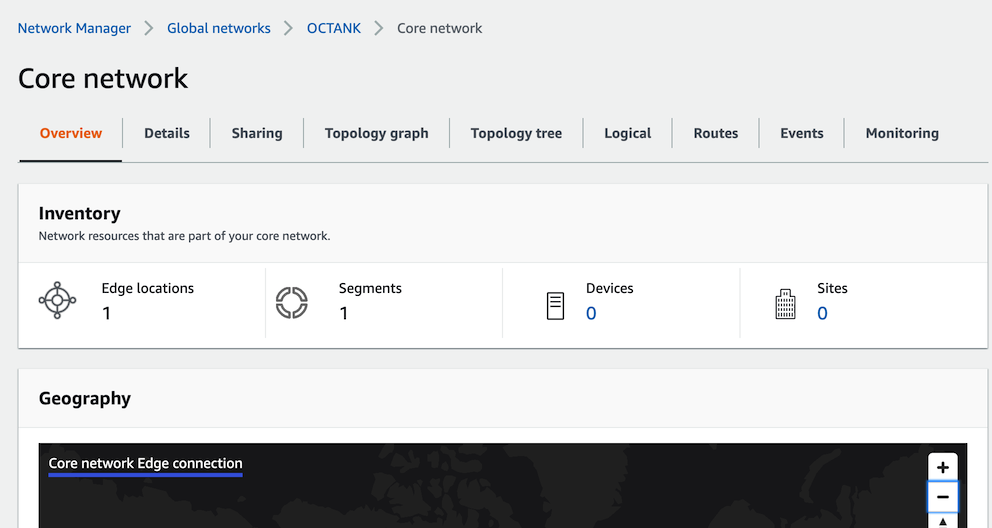 Network Manager > Global networks > OCTANK > Core network
Core network
Overview Details Sharing Topology graph Topology tree Logical Routes Events Monitoring
Inventory
Network resources that are part of your core network.
Edge locations Segments Devices Sites
1 1 0 0
Geography
Core network Edge connection
+
−